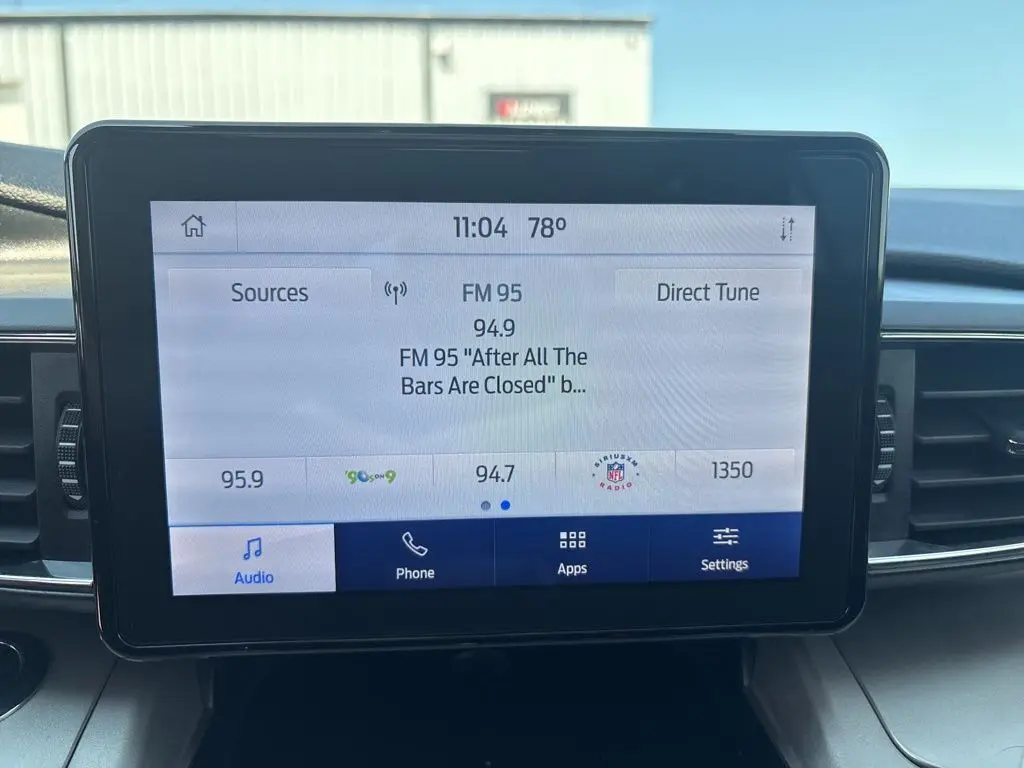 11:04 78°
Sources FM 95 Direct Tune
94.9
FM 95 "After All The
Bars Are Closed" b...
95.9 '90s ON 9 94.7 SIRIUSXM NFL RADIO 1350
Audio Phone Apps Settings